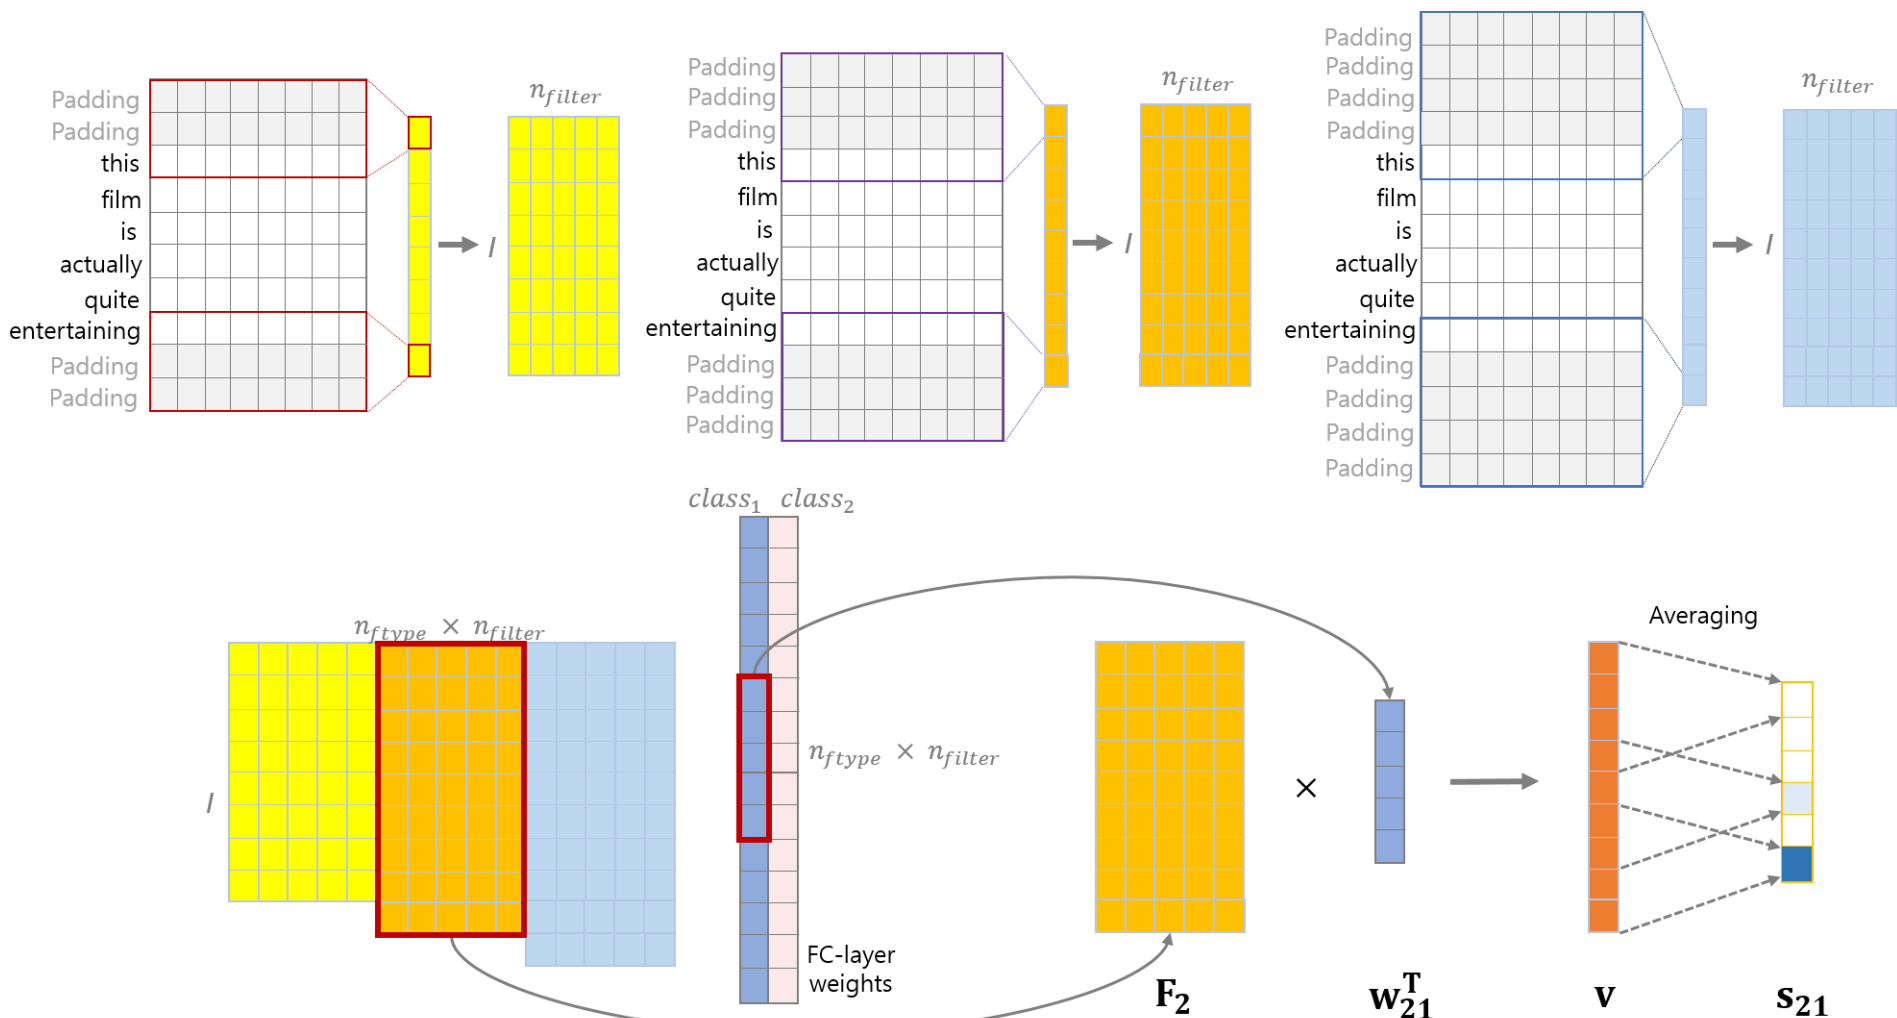 Padding
Padding
this
film
is
actually
quite
entertaining
Padding
Padding
l
n_filter
Padding
Padding
Padding
this
film
is
actually
quite
entertaining
Padding
Padding
Padding
l
n_filter
Padding
Padding
Padding
Padding
this
film
is
actually
quite
entertaining
Padding
Padding
Padding
Padding
l
n_filter
class_1 class_2
n_ftype × n_filter
l
n_ftype × n_filter
FC-layer
weights
×
Averaging
F_2
w_21^T
v
s_21